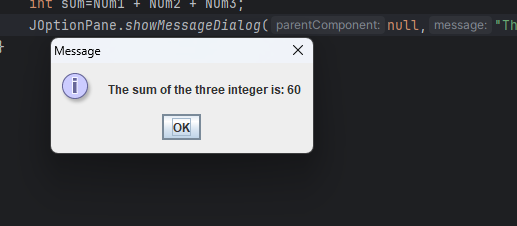 int sum=Num1 + Num2 + Num3;
JOptionPane.showMessageDialog( parentComponent: null, message: "Th
}
Message
i
The sum of the three integer is: 60
OK